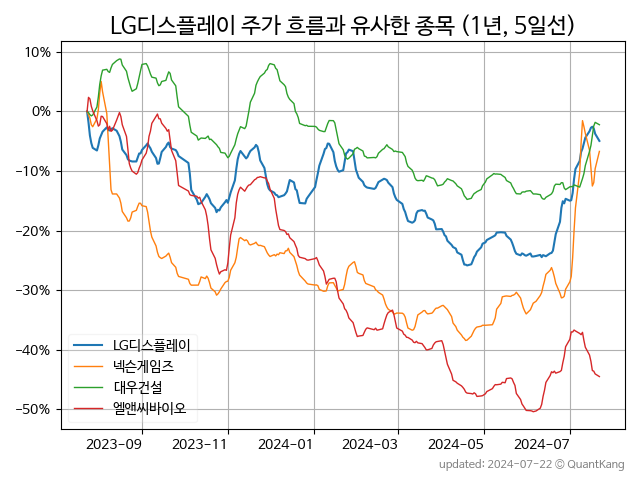 LG디스플레이 주가 흐름과 유사한 종목 (1년, 5일선)
10%
0%
−10%
−20%
−30%
−40%
−50%
LG디스플레이
넥슨게임즈
대우건설
엘앤씨바이오
2023-09 2023-11 2024-01 2024-03 2024-05 2024-07
updated: 2024-07-22 © QuantKang